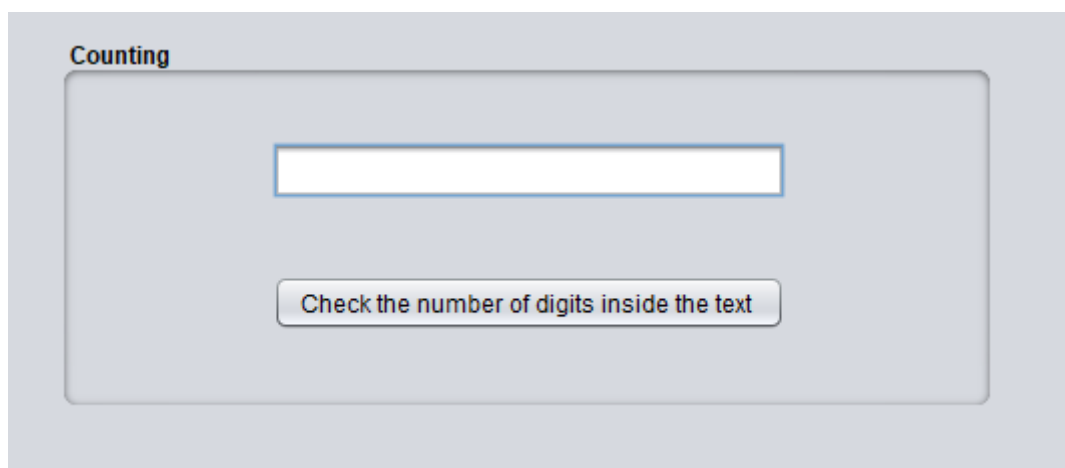 Counting
Check the number of digits inside the text